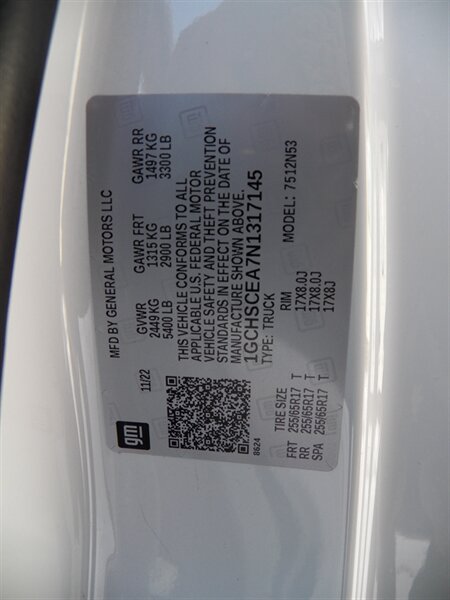 gm
MFD BY GENERAL MOTORS LLC
11/22
GVWR GAWR FRT GAWR RR
2449 KG 1315 KG 1497 KG
5400 LB 2900 LB 3300 LB
THIS VEHICLE CONFORMS TO ALL
APPLICABLE U.S. FEDERAL MOTOR
VEHICLE SAFETY AND THEFT PREVENTION
STANDARDS IN EFFECT ON THE DATE OF
MANUFACTURE SHOWN ABOVE.
1GCHSCEA7N1317145
TYPE: TRUCK MODEL: 7512N53
8624
TIRE SIZE RIM
FRT 255/65R17 T 17X8.0J
RR 255/65R17 T 17X8.0J
SPA 255/65R17 T 17X8J